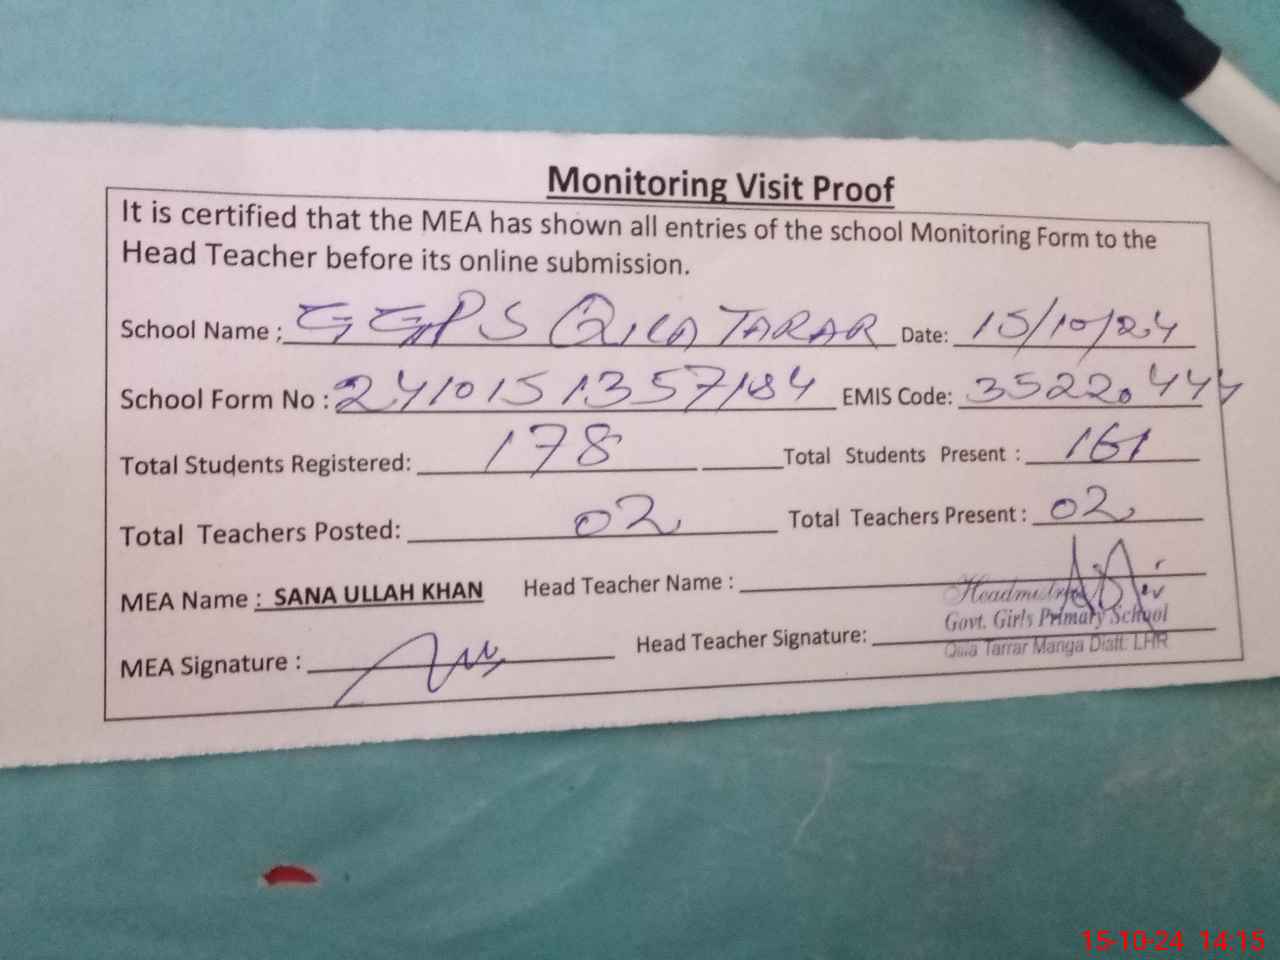 Monitoring Visit Proof
It is certified that the MEA has shown all entries of the school Monitoring Form to the
Head Teacher before its online submission.
School Name : GGPS QILA TARAR Date: 15/10/24
School Form No : 2410151357184 EMIS Code: 35220444
Total Students Registered: 178 Total Students Present : 161
Total Teachers Posted: 02 Total Teachers Present : 02
MEA Name : SANA ULLAH KHAN Head Teacher Name :
Govt. Girls Primary School
MEA Signature : Head Teacher Signature:
Qila Tarrar Manga Distt. LHR
15-10-24 14:15